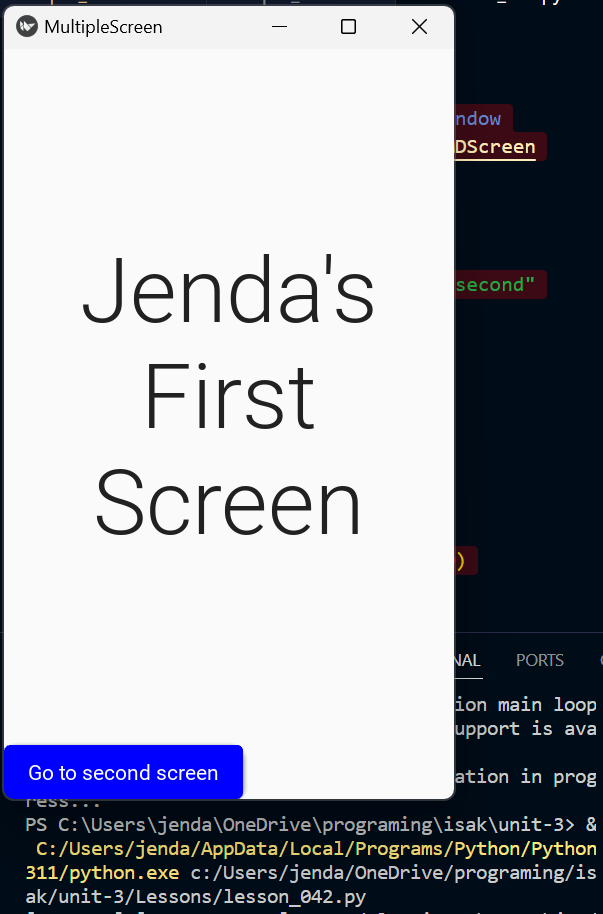 MultipleScreen
ndow
DScreen
second"
)
Jenda's
First
Screen
Go to second screen
NAL PORTS
ion main loop
upport is ava
ation in prog
ress...
PS C:\Users\jenda\OneDrive\programing\isak\unit-3> &
C:/Users/jenda/AppData/Local/Programs/Python/Python
311/python.exe c:/Users/jenda/OneDrive/programing/is
ak/unit-3/Lessons/lesson_042.py